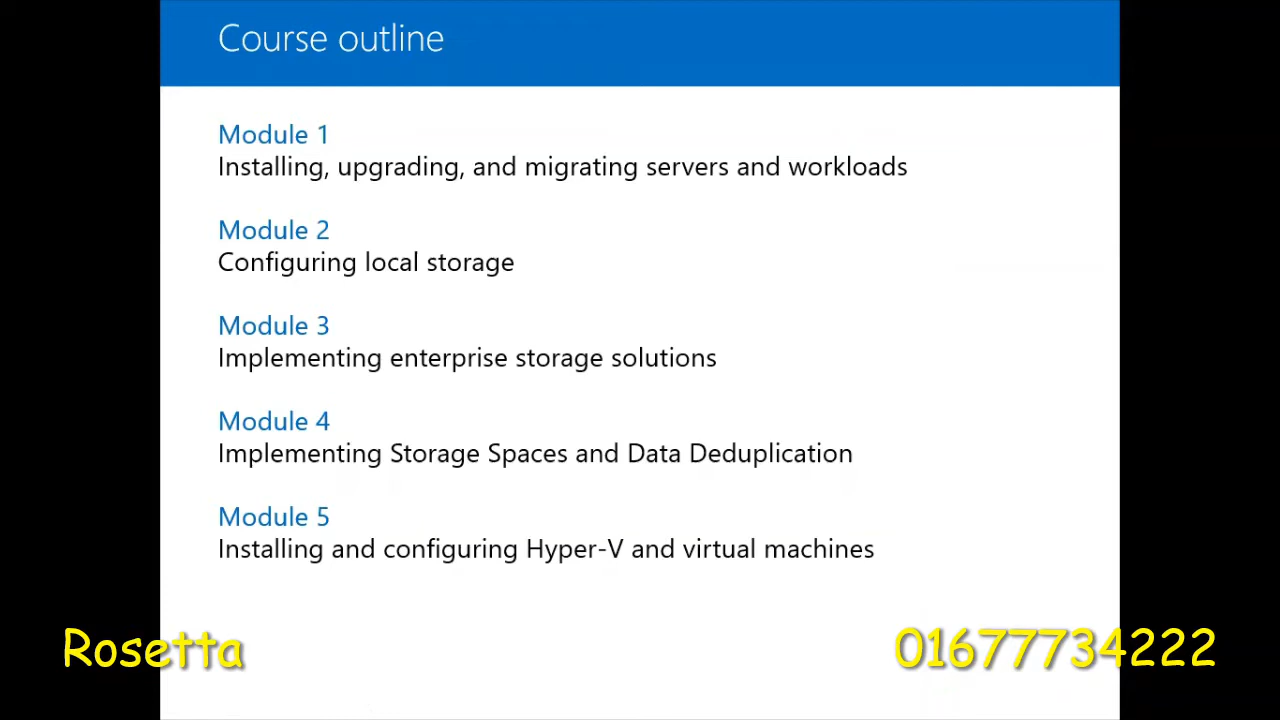 Course outline
Module 1
Installing, upgrading, and migrating servers and workloads
Module 2
Configuring local storage
Module 3
Implementing enterprise storage solutions
Module 4
Implementing Storage Spaces and Data Deduplication
Module 5
Installing and configuring Hyper-V and virtual machines
Rosetta
01677734222